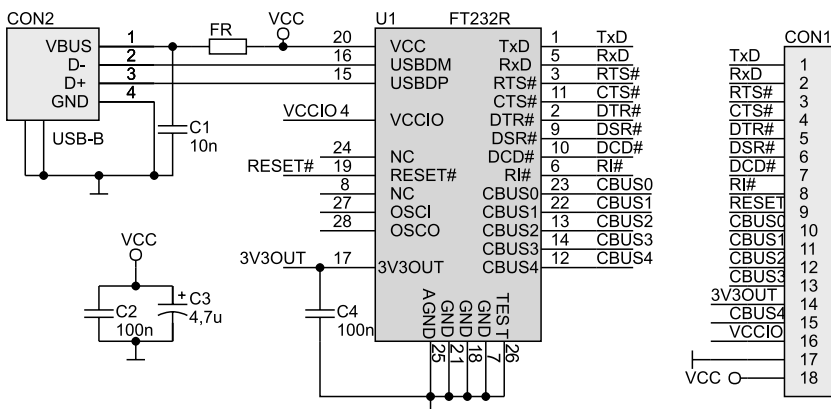 CON2
VBUS 1
D- 2
D+ 3
GND 4
USB-B
FR
VCC
C1
10n
VCC
C2
100n
+ C3
4,7u
U1 FT232R
20 VCC
16 USBDM
15 USBDP
VCCIO 4 VCCIO
24 NC
RESET# 19 RESET#
8 NC
27 OSCI
28 OSCO
3V3OUT 17 3V3OUT
C4
100n
TxD 1 TxD
RxD 5 RxD
RTS# 3 RTS#
CTS# 11 CTS#
DTR# 2 DTR#
DSR# 9 DSR#
DCD# 10 DCD#
RI# 6 RI#
CBUS0 23 CBUS0
CBUS1 22 CBUS1
CBUS2 13 CBUS2
CBUS3 14 CBUS3
CBUS4 12 CBUS4
AGND 25
GND 21
GND 18
GND 7
TEST 26
CON1
TxD 1
RxD 2
RTS# 3
CTS# 4
DTR# 5
DSR# 6
DCD# 7
RI# 8
RESET 9
CBUS0 10
CBUS1 11
CBUS2 12
CBUS3 13
3V3OUT 14
CBUS4 15
VCCIO 16
17
VCC 18